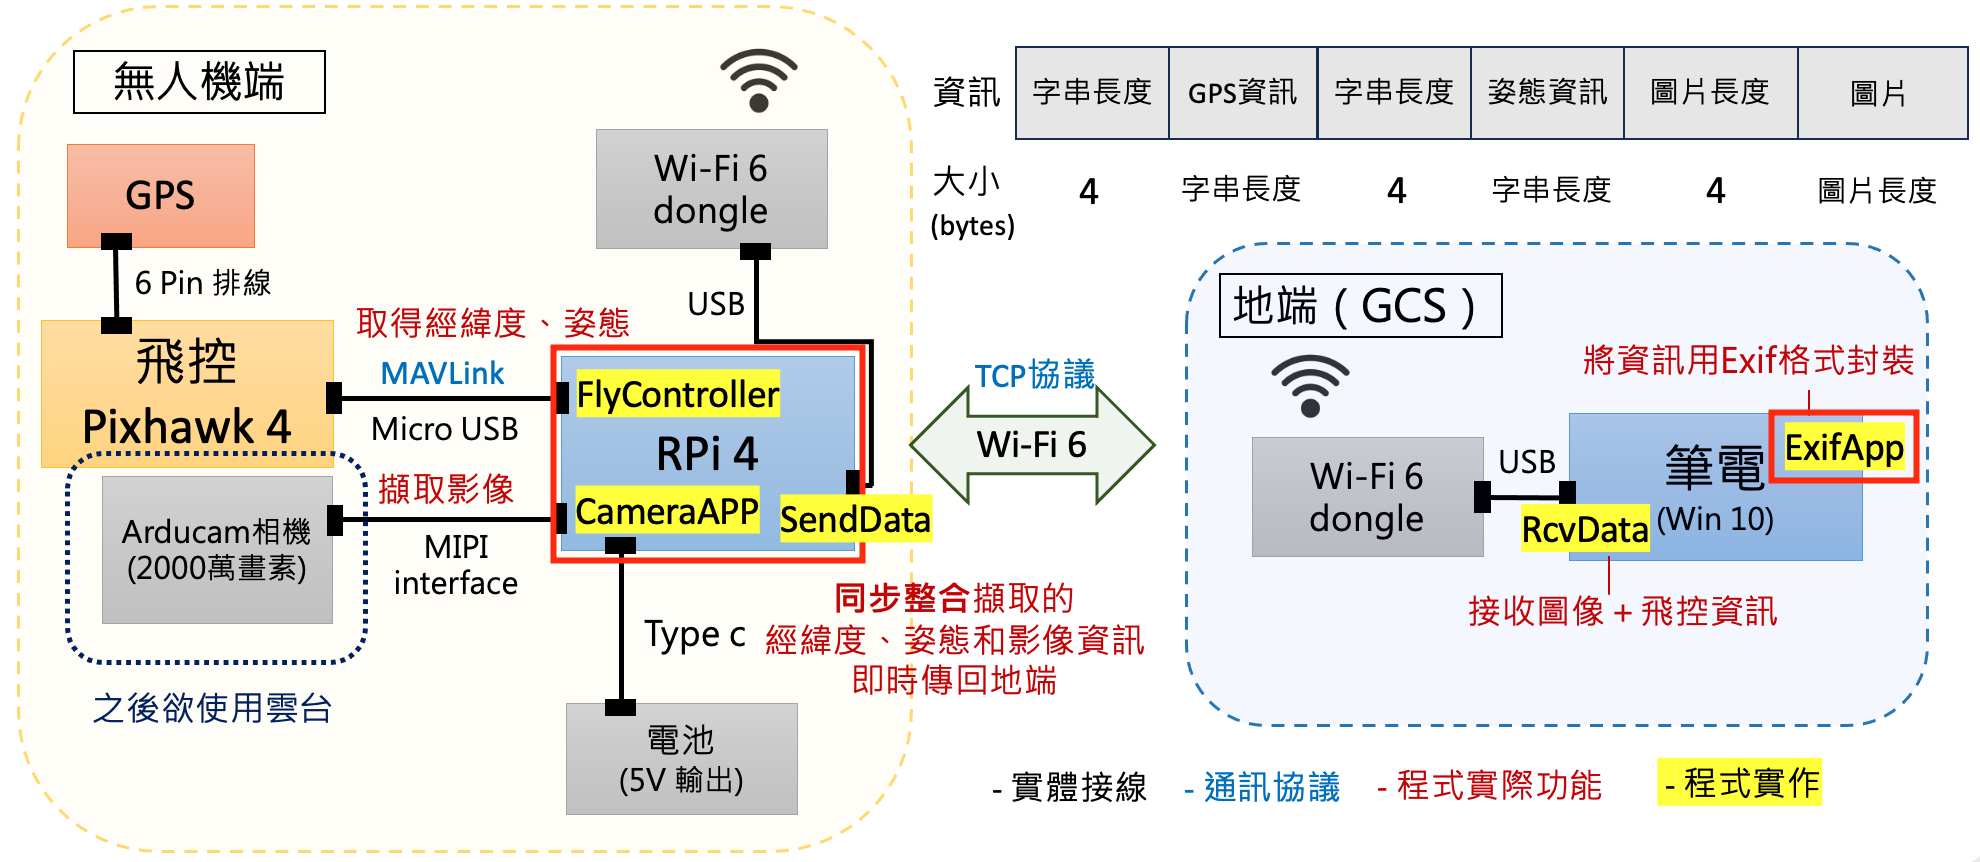 無人機端
GPS
6 Pin 排線
飛控
Pixhawk 4
Arducam相機
(2000萬畫素)
之後欲使用雲台
取得經緯度、姿態
MAVLink
Micro USB
擷取影像
MIPI
interface
Wi-Fi 6
dongle
USB
FlyController
RPi 4
CameraAPP
SendData
Type c
電池
(5V 輸出)
同步整合擷取的
經緯度、姿態和影像資訊
即時傳回地端
TCP協議
Wi-Fi 6
資訊 字串長度 GPS資訊 字串長度 姿態資訊 圖片長度 圖片
大小 4 字串長度 4 字串長度 4 圖片長度
(bytes)
地端（GCS）
將資訊用Exif格式封裝
ExifApp
Wi-Fi 6
dongle
USB
筆電
(Win 10)
RcvData
接收圖像 + 飛控資訊
- 實體接線 - 通訊協議 - 程式實際功能 - 程式實作